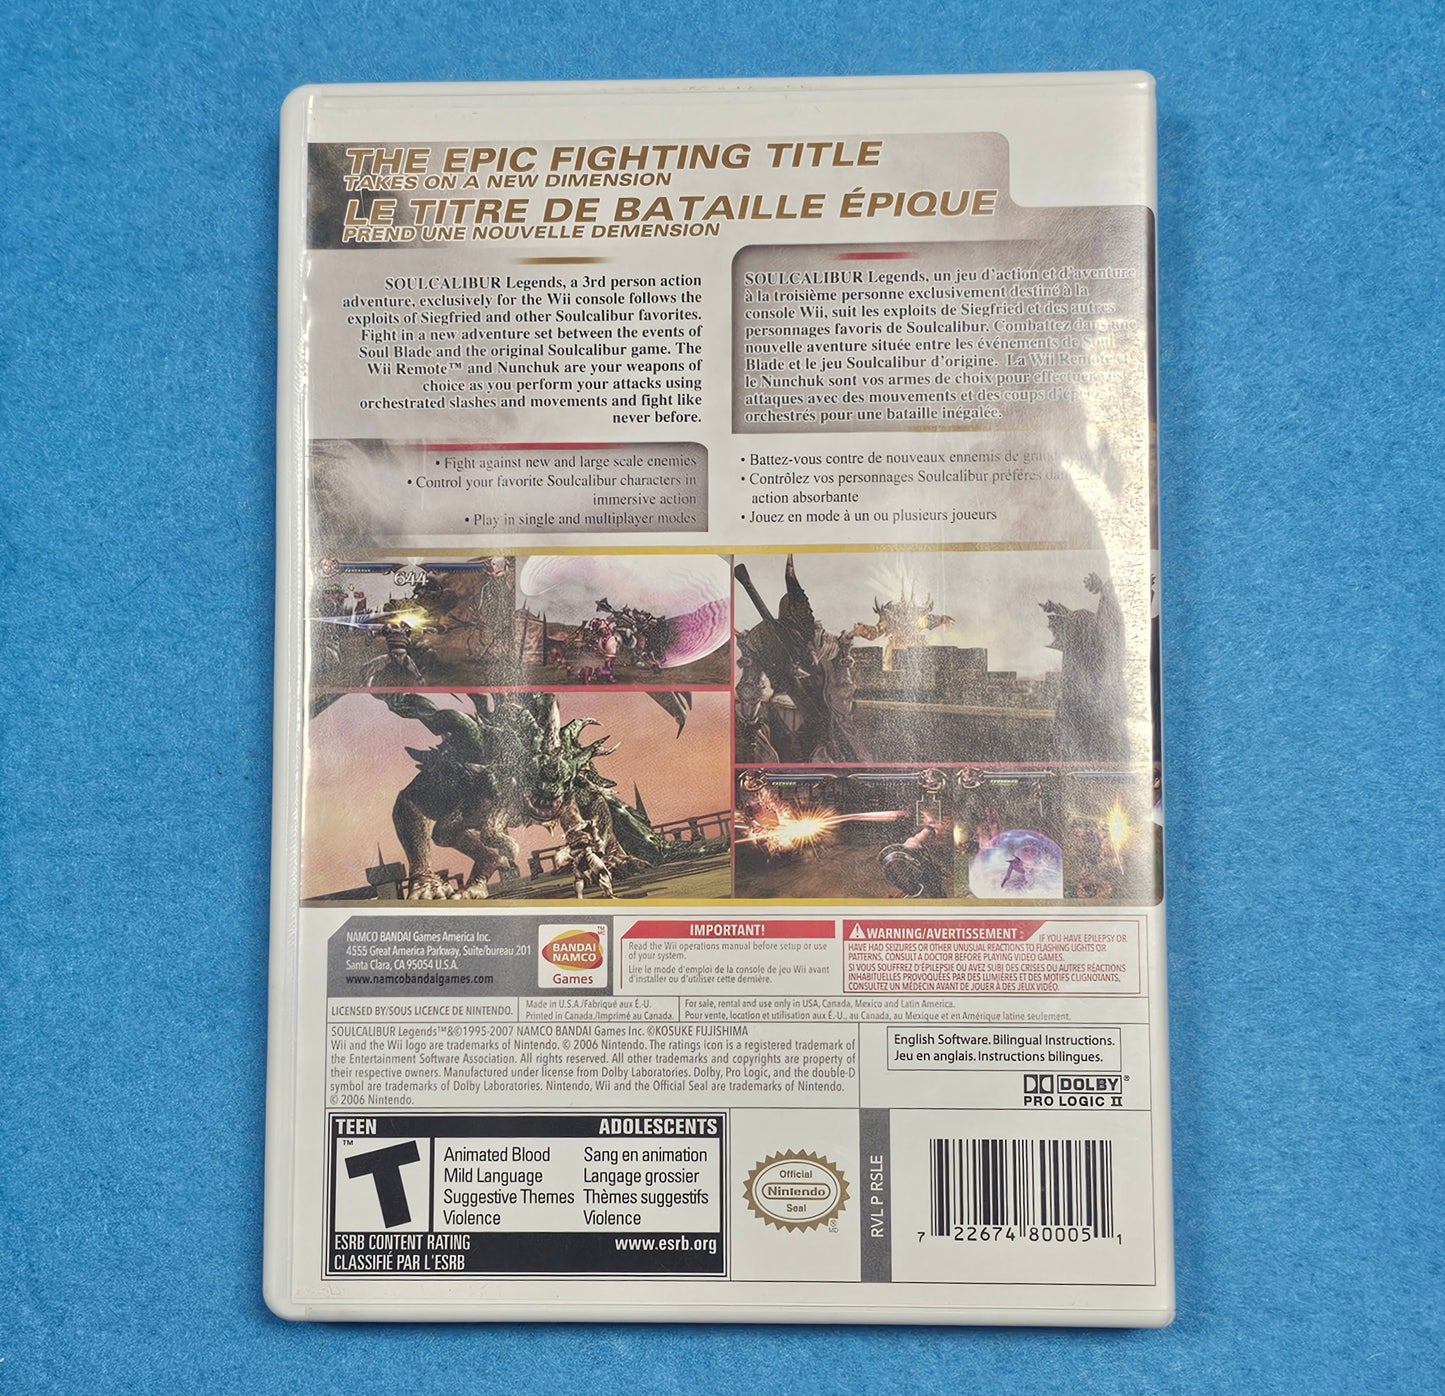 THE EPIC FIGHTING TITLE
TAKES ON A NEW DIMENSION
LE TITRE DE BATAILLE ÉPIQUE
PREND UNE NOUVELLE DEMENSION
SOULCALIBUR Legends, a 3rd person action
adventure, exclusively for the Wii console follows the
exploits of Siegfried and other Soulcalibur favorites.
Fight in a new adventure set between the events of
Soul Blade and the original Soulcalibur game. The
Wii Remote™ and Nunchuk are your weapons of
choice as you perform your attacks using
orchestrated slashes and movements and fight like
never before.
• Fight against new and large scale enemies
• Control your favorite Soulcalibur characters in
immersive action
• Play in single and multiplayer modes
SOULCALIBUR Legends, un jeu d'action et d'aventure
à la troisième personne exclusivement destiné à la
console Wii, suit les exploits de Siegfried et des autres
personnages favoris de Soulcalibur. Combattez dans une
nouvelle aventure située entre les événements de Soul
Blade et le jeu Soulcalibur d'origine. La Wii Remote et
le Nunchuk sont vos armes de choix pour effectuer
attaques avec des mouvements et des coups
orchestrés pour une bataille inégalée.
• Battez-vous contre de nouveaux ennemis de
• Contrôlez vos personnages Soulcalibur préférés
action absorbante
• Jouez en mode à un ou plusieurs joueurs
644
NAMCO BANDAI Games America Inc.
4555 Great America Parkway, Suite/bureau 201
Santa Clara, CA 95054 U.S.A.
www.namcobandaigames.com
BANDAI
NAMCO
Games
IMPORTANT!
Read the Wii operations manual before setup or use
of your system.
Lire le mode d'emploi de la console de jeu Wii avant
d'installer ou d'utiliser cette dernière.
WARNING/AVERTISSEMENT : IF YOU HAVE EPILEPSY OR
HAVE HAD SEIZURES OR OTHER UNUSUAL REACTIONS TO FLASHING LIGHTS OR
PATTERNS, CONSULT A DOCTOR BEFORE PLAYING VIDEO GAMES.
SI VOUS SOUFFREZ D'ÉPILEPSIE OU AVEZ SUBI DES CRISES OU AUTRES RÉACTIONS
INHABITUELLES PROVOQUÉES PAR DES LUMIÈRES ET DES MOTIFS CLIGNOTANTS,
CONSULTEZ UN MÉDECIN AVANT DE JOUER À DES JEUX VIDÉO.
LICENSED BY/SOUS LICENCE DE NINTENDO.
Made in U.S.A./Fabriqué aux É.-U.
Printed in Canada./Imprimé au Canada.
For sale, rental and use only in USA, Canada, Mexico and Latin America.
Pour vente, location et utilisation aux É.-U., au Canada, au Mexique et en Amérique latine seulement.
SOULCALIBUR Legends™&©1995-2007 NAMCO BANDAI Games Inc. ©KOSUKE FUJISHIMA
Wii and the Wii logo are trademarks of Nintendo. © 2006 Nintendo. The ratings icon is a registered trademark of
the Entertainment Software Association. All rights reserved. All other trademarks and copyrights are property of
their respective owners. Manufactured under license from Dolby Laboratories. Dolby, Pro Logic, and the double-D
symbol are trademarks of Dolby Laboratories. Nintendo, Wii and the Official Seal are trademarks of Nintendo.
© 2006 Nintendo.
English Software. Bilingual Instructions.
Jeu en anglais. Instructions bilingues.
DOLBY®
PRO LOGIC II
TEEN ADOLESCENTS
T™
Animated Blood
Mild Language
Suggestive Themes
Violence
Sang en animation
Langage grossier
Thèmes suggestifs
Violence
ESRB CONTENT RATING www.esrb.org
CLASSIFIÉ PAR L'ESRB
Official
Nintendo
Seal
RVL P RSLE
7 22674 80005 1